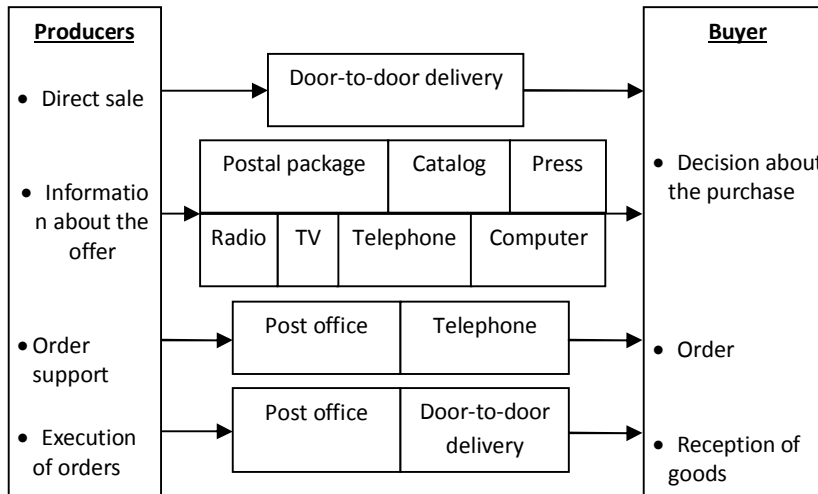 Producers
Buyer
Door-to-door delivery
• Direct sale
Postal package
Catalog
Press
• Decision about
the purchase
• Informatio
n about the
offer
Radio
TV
Telephone
Computer
Post office
Telephone
• Order
support
• Order
Post office
Door-to-door
delivery
• Execution
of orders
• Reception of
goods